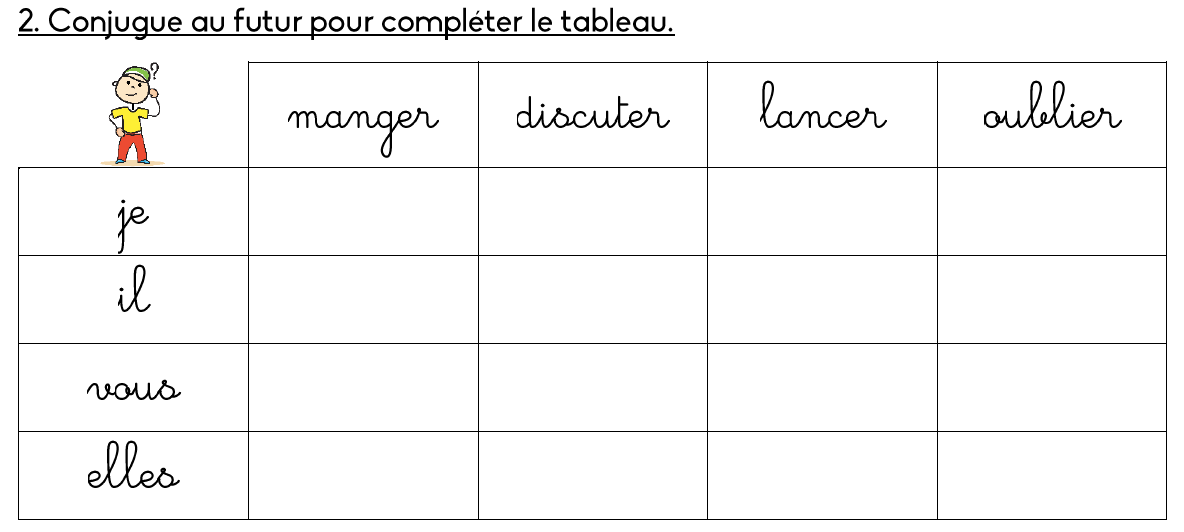 2. Conjugue au futur pour compléter le tableau.
?
manger discuter lancer oublier
je
il
vous
elles